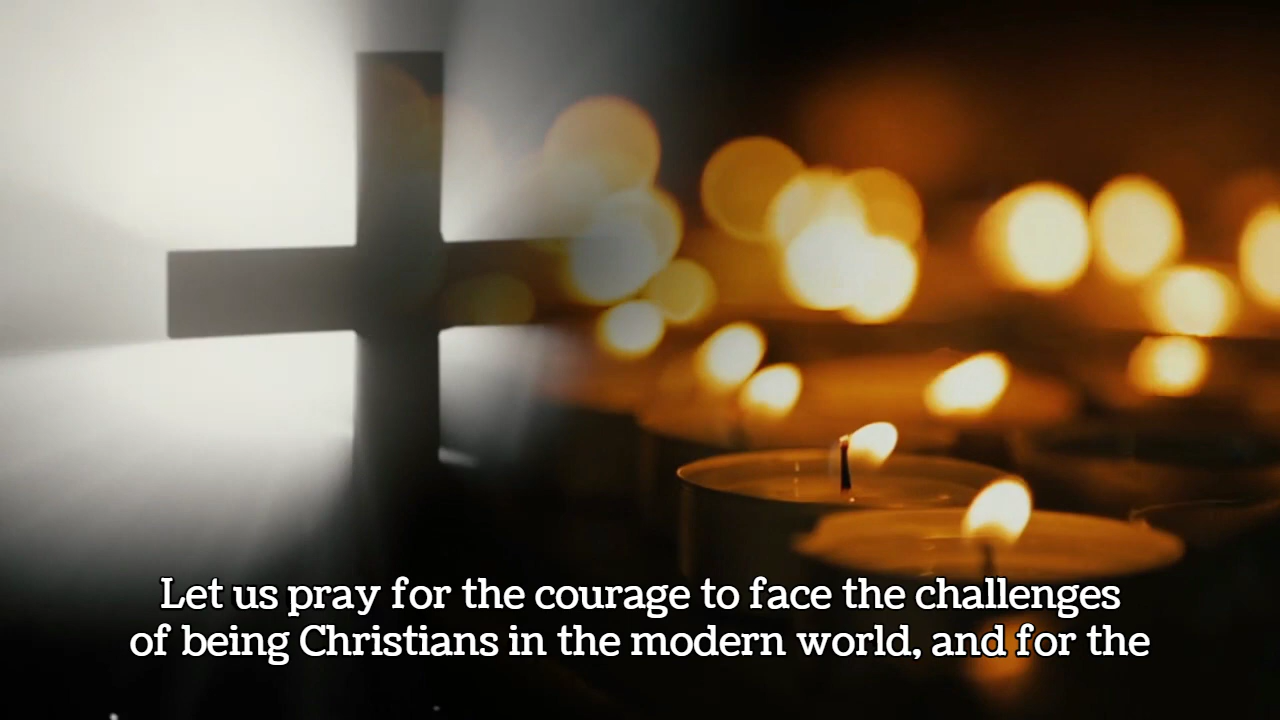 Let us pray for the courage to face the challenges
of being Christians in the modern world, and for the